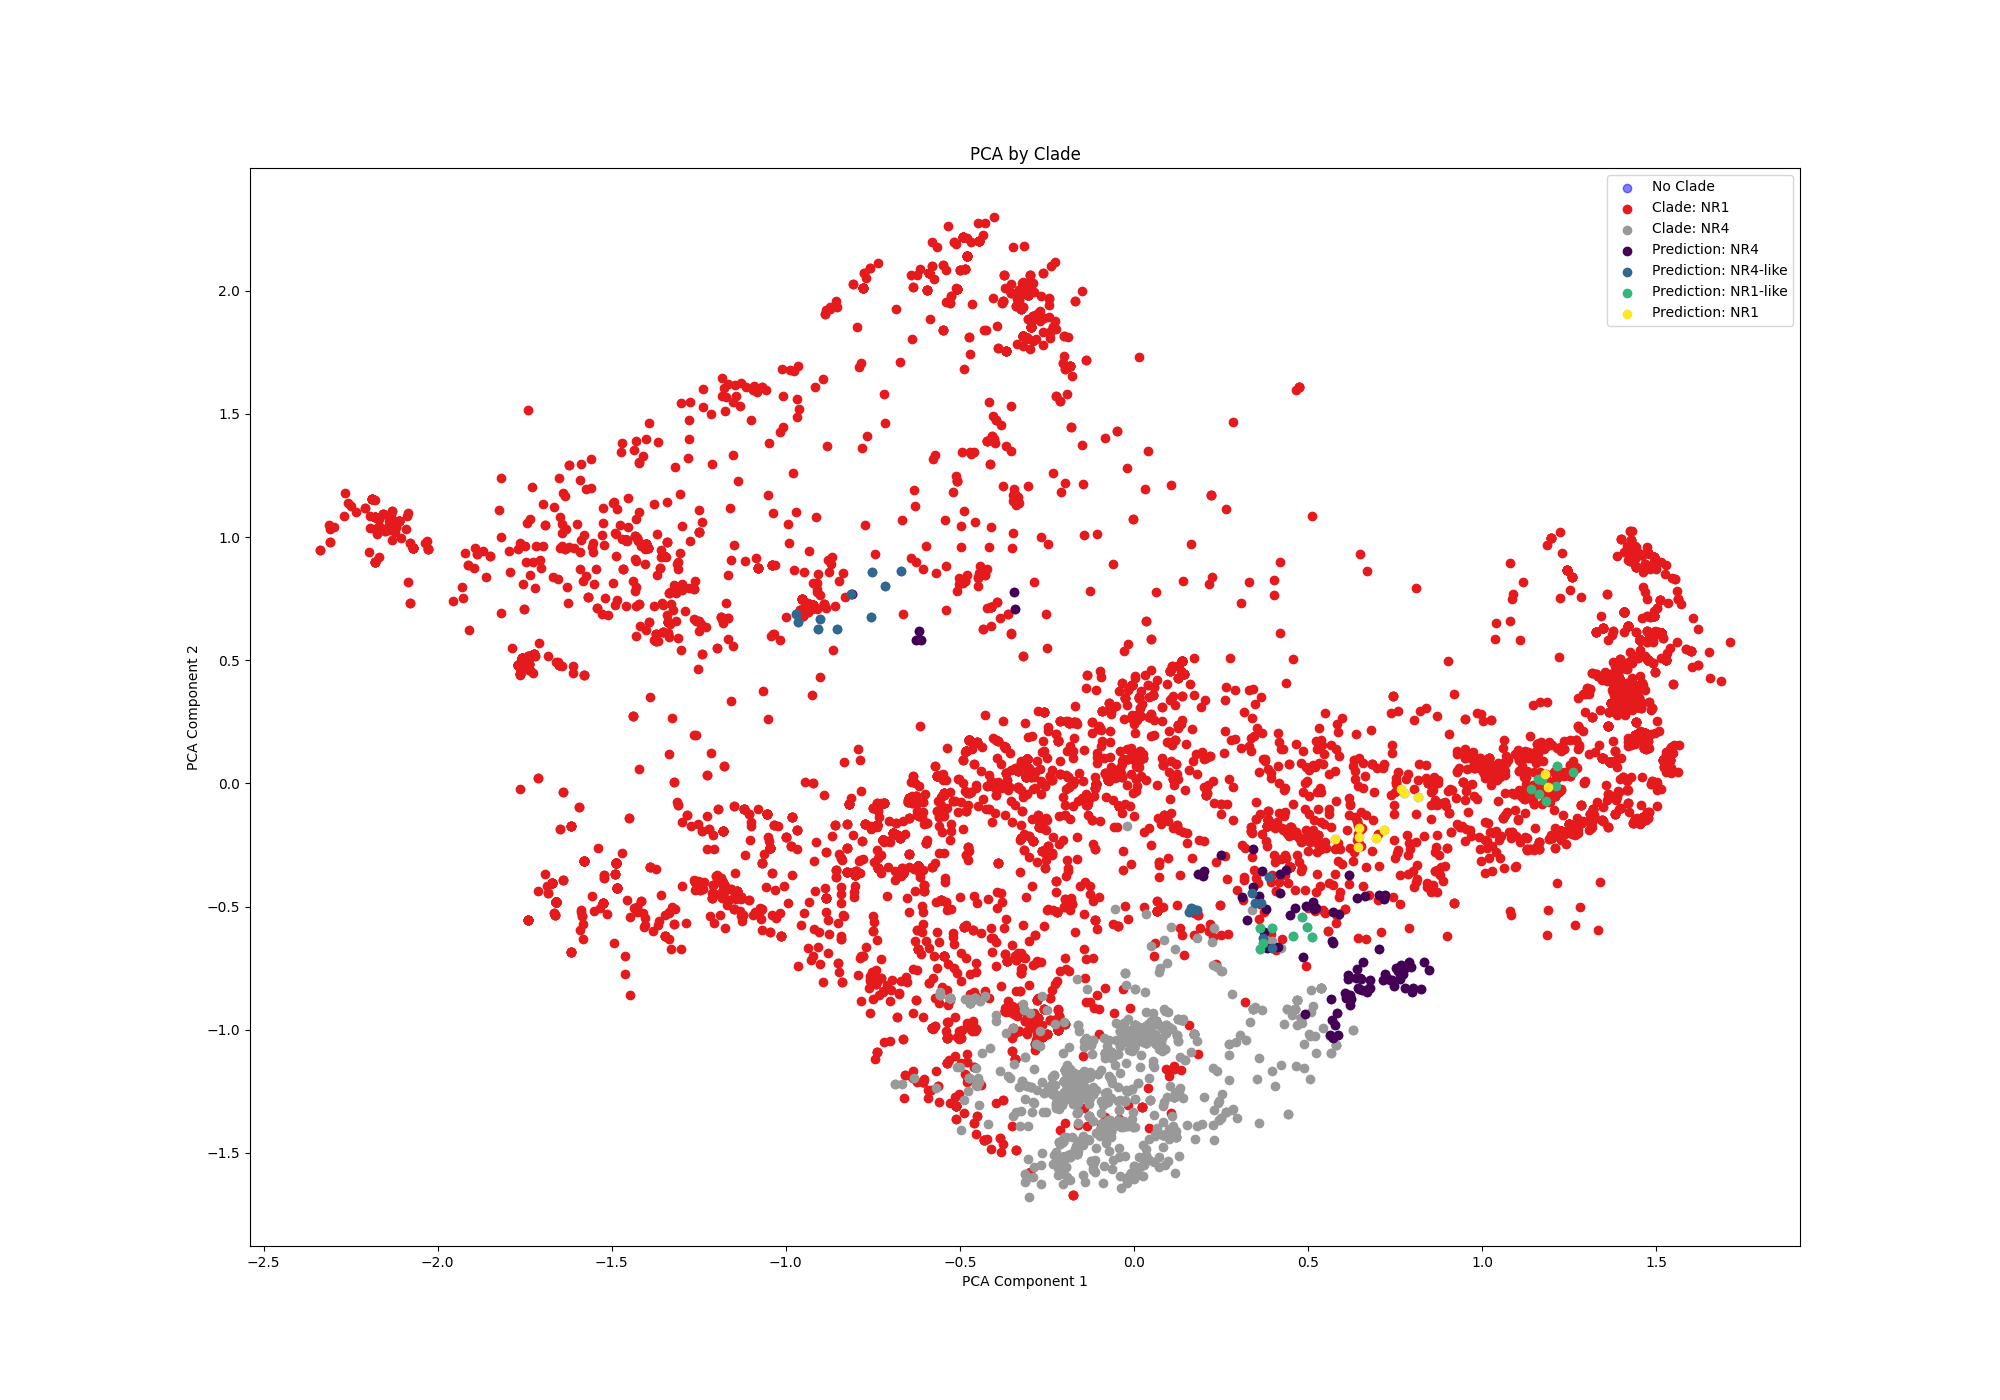 PCA by Clade
No Clade
Clade: NR1
Clade: NR4
Prediction: NR4
Prediction: NR4-like
Prediction: NR1-like
Prediction: NR1
PCA Component 2
2.0
1.5
1.0
0.5
0.0
−0.5
−1.0
−1.5
−2.5
−2.0
−1.5
−1.0
−0.5
0.0
0.5
1.0
1.5
PCA Component 1